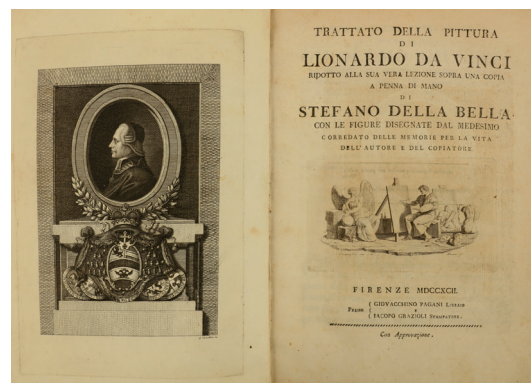 TRATTATO DELLA PITTURA
DI
LIONARDO DA VINCI
RIDOTTO ALLA SUA VERA LEZIONE SOPRA UNA COPIA
A PENNA DI MANO
DI
STEFANO DELLA BELLA
CON LE FIGURE DISEGNATE DAL MEDESIMO
CORREDATO DELLE MEMORIE PER LA VITA
DELL'AUTORE E DEL COPIATORE.
FIRENZE MDCCXCII.
PRESSO
GIOVACCHINO PAGANI LIBRAIO
E
IACOPO GRAZIOLI STAMPATORE.
Con Approvazione.